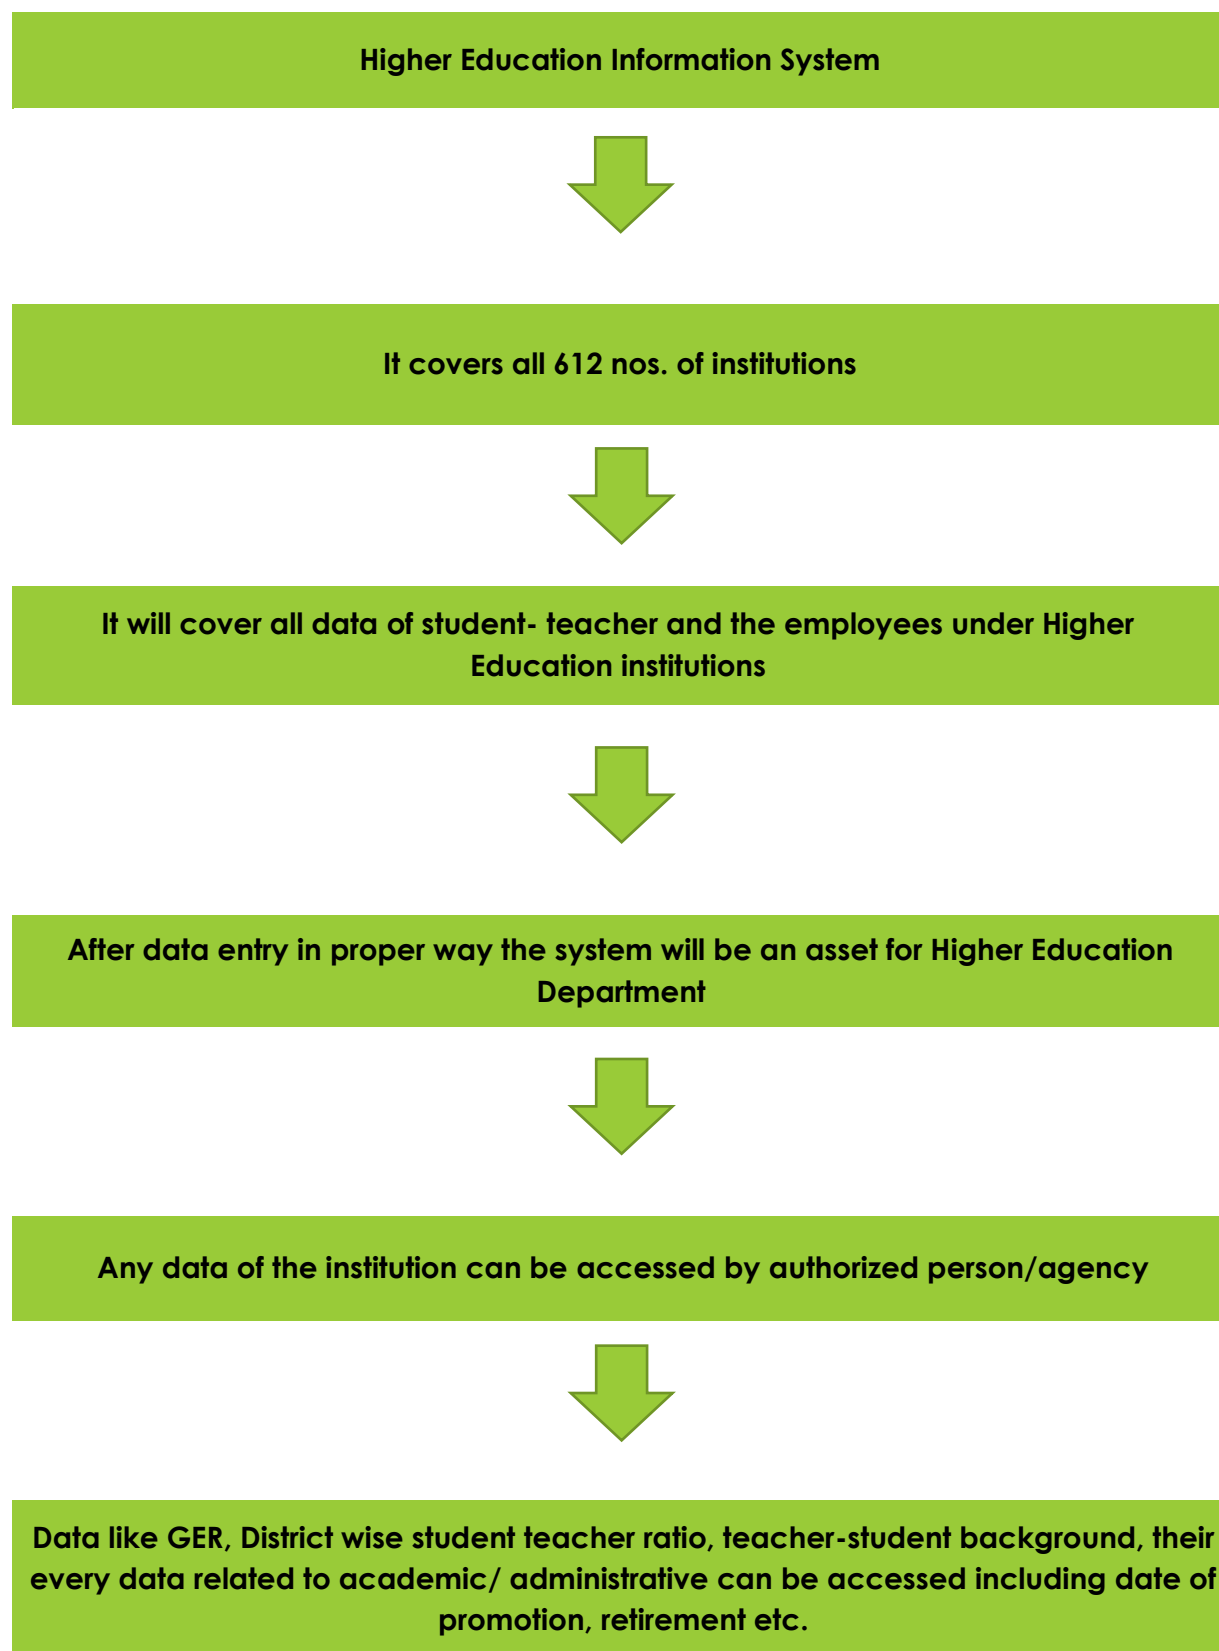 Higher Education Information System
It covers all 612 nos. of institutions
It will cover all data of student- teacher and the employees under Higher
Education institutions
After data entry in proper way the system will be an asset for Higher Education
Department
Any data of the institution can be accessed by authorized person/agency
Data like GER, District wise student teacher ratio, teacher-student background, their
every data related to academic/ administrative can be accessed including date of
promotion, retirement etc.